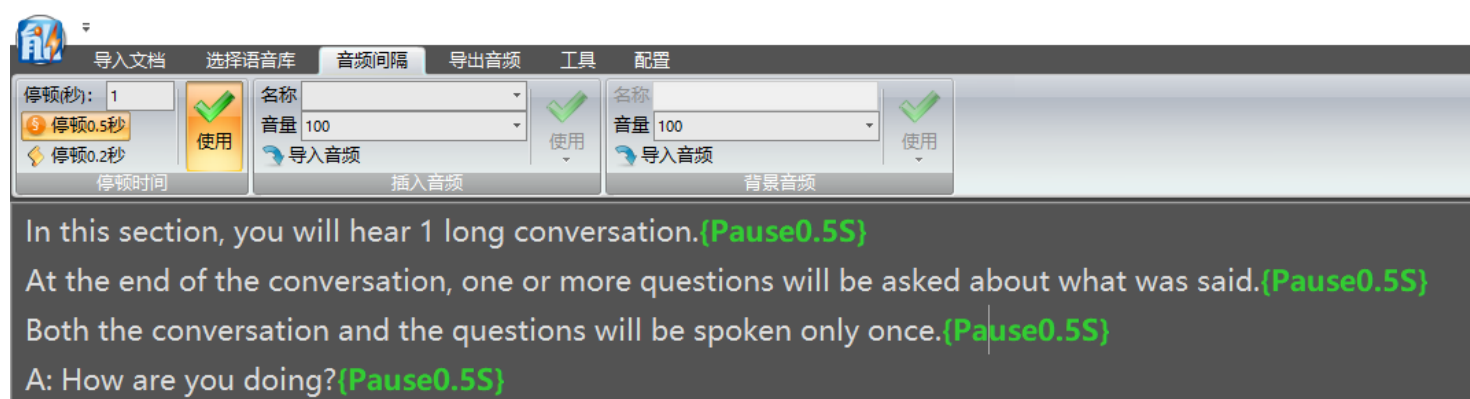 导入文档 选择语音库 音频间隔 导出音频 工具 配置
停顿(秒): 1
停顿0.5秒
停顿0.2秒
使用
停顿时间
名称
音量 100
导入音频
使用
插入音频
名称
音量 100
导入音频
使用
背景音频
In this section, you will hear 1 long conversation.{Pause0.5S}
At the end of the conversation, one or more questions will be asked about what was said.{Pause0.5S}
Both the conversation and the questions will be spoken only once.{Pause0.5S}
A: How are you doing?{Pause0.5S}